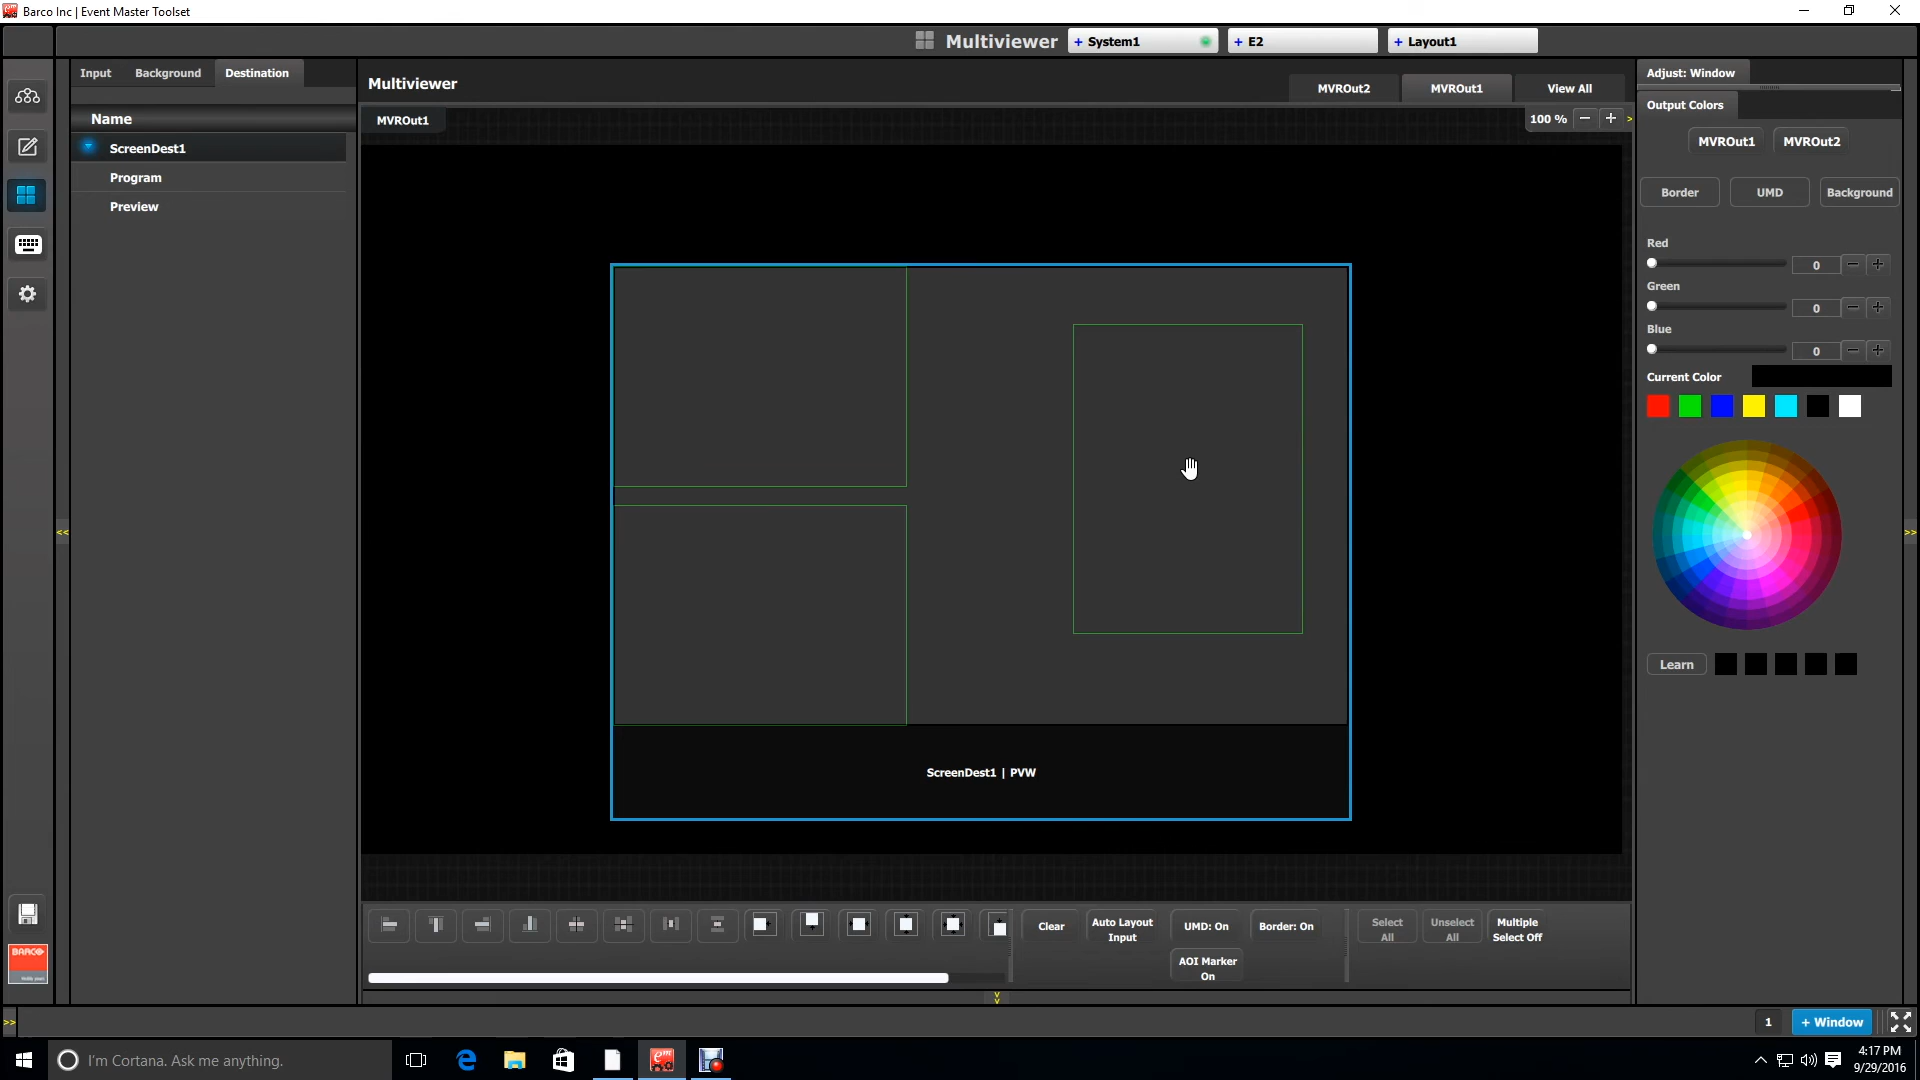 Barco Inc | Event Master Toolset
Multiviewer
+ System1
+ E2
+ Layout1
Input
Background
Destination
Name
ScreenDest1
Program
Preview
Multiviewer
MVROut2
MVROut1
View All
MVROut1
100 %
ScreenDest1 | PVW
<<
>>
Adjust: Window
Output Colors
MVROut1
MVROut2
Border
UMD
Background
Red
0
Green
0
Blue
0
Current Color
Learn
Clear
Auto Layout
Input
UMD: On
Border: On
AOI Marker
On
Select
All
Unselect
All
Multiple
Select Off
BARCO
>>
1
+ Window
I'm Cortana. Ask me anything.
em
4:17 PM
9/29/2016